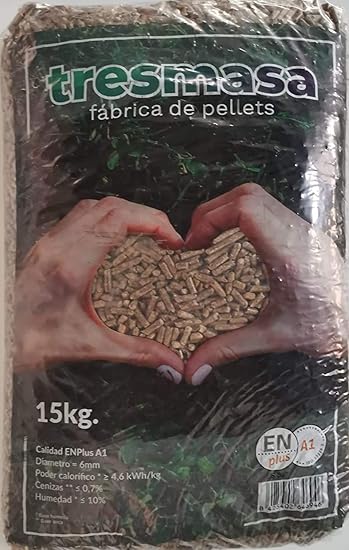 tresmasa
fábrica de pellets
15kg.
Calidad ENPlus A1
Diametro = 6mm
Poder calorífico * ≥ 4,6 kWh/kg
Cenizas ** ≤ 0,7%
Humedad * ≤ 10%
EN
plus
A1